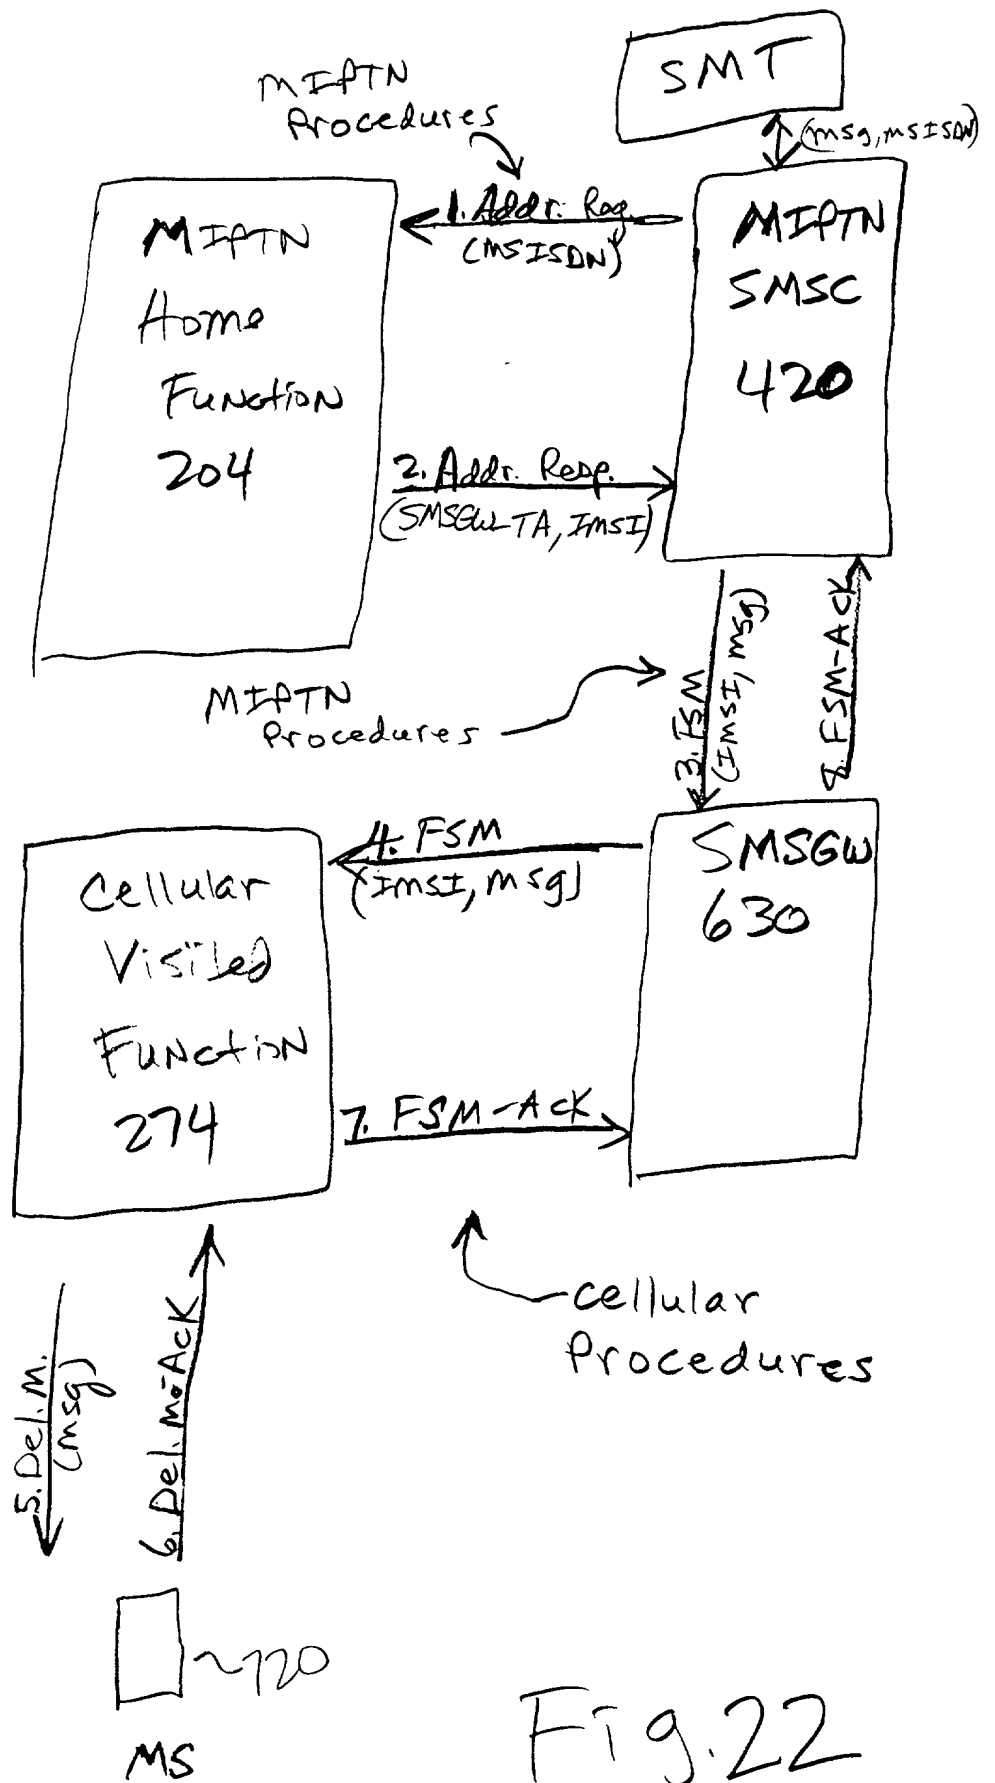 SMT
(msg, MSISDN)
MIPTN
Procedures
1. Addr. Req.
(MSISDN)
MIPTN
Home
Function
204
MIPTN
SMSC
420
2. Addr. Resp.
(SMSGW-TA, IMSI)
MIPTN
Procedures
3. FSM
(IMSI, msg)
8. FSM-Ack
4. FSM
(IMSI, msg)
Cellular
Visited
Function
274
SMSGW
630
7. FSM-Ack
Cellular
Procedures
5. Del. M.
(msg)
6. Del. M.-Ack
120
MS
Fig. 22